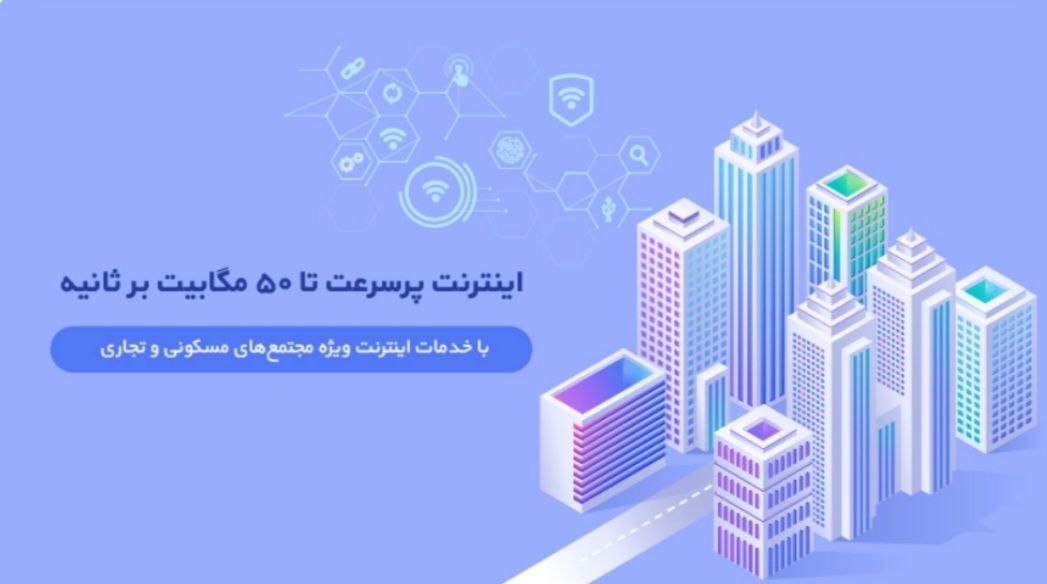 اینترنت پرسرعت تا ۵۰ مگابیت بر ثانیه
با خدمات اینترنت ویژه مجتمع‌های مسکونی و تجاری